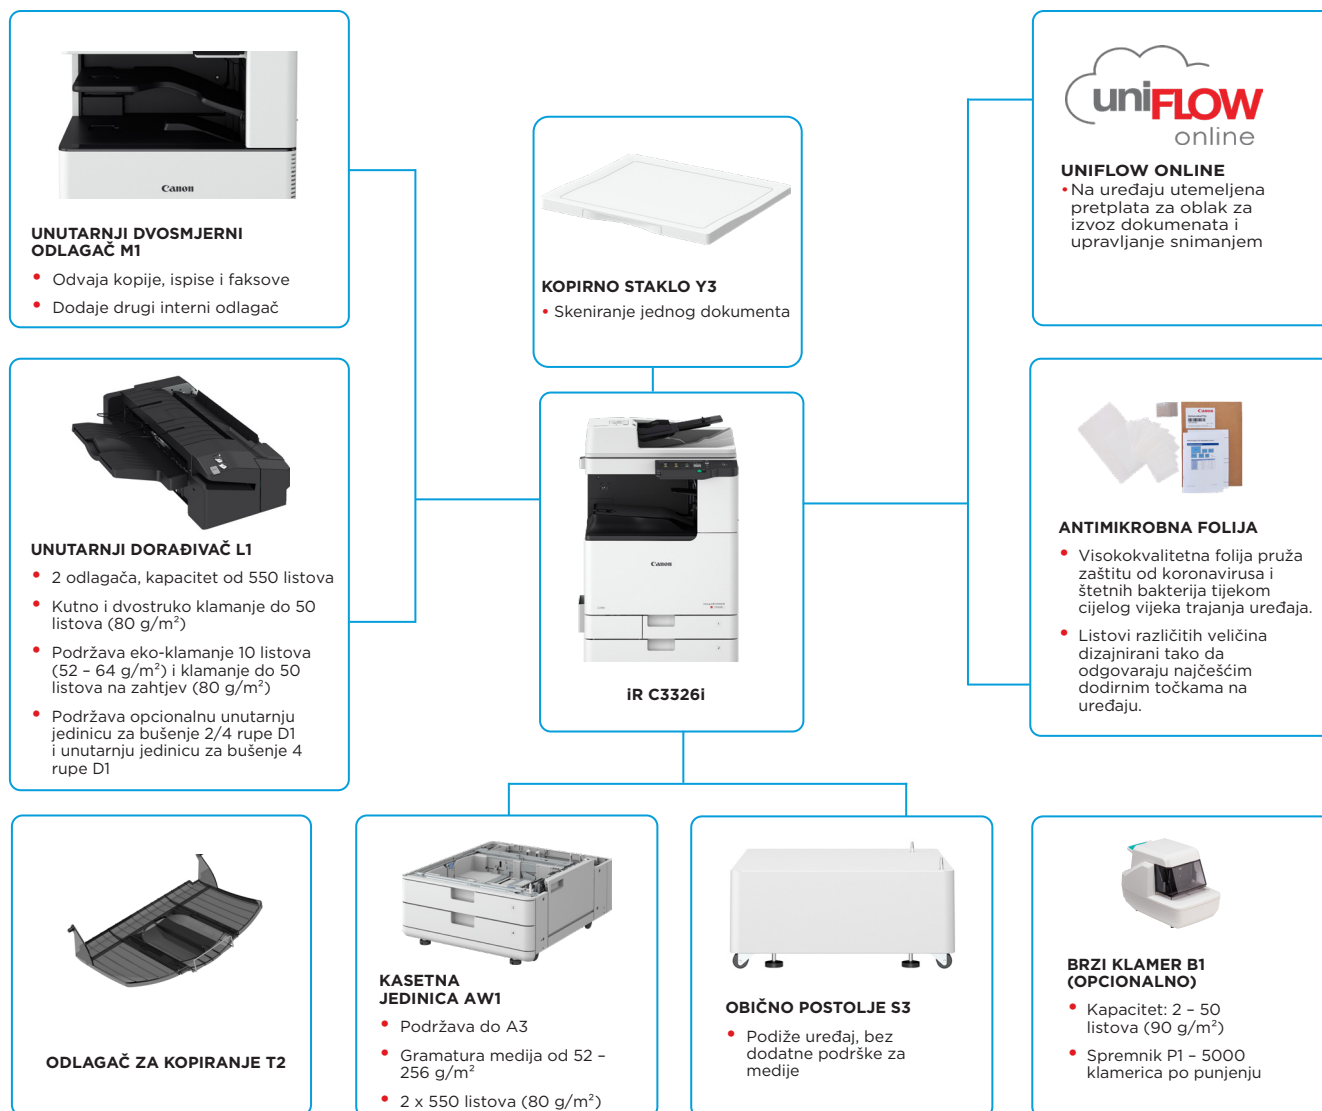 Canon
UNUTARNJI DVOSMJERNI
ODLAGAČ M1
• Odvaja kopije, ispise i faksove
• Dodaje drugi interni odlagač
KOPIRNO STAKLO Y3
• Skeniranje jednog dokumenta
uniFLOW
online
UNIFLOW ONLINE
• Na uređaju utemeljena
pretplata za oblak za
izvoz dokumenata i
upravljanje snimanjem
UNUTARNJI DORAĐIVAČ L1
• 2 odlagača, kapacitet od 550 listova
• Kutno i dvostruko klamanje do 50
listova (80 g/m²)
• Podržava eko-klamanje 10 listova
(52 – 64 g/m²) i klamanje do 50
listova na zahtjev (80 g/m²)
• Podržava opcionalnu unutarnju
jedinicu za bušenje 2/4 rupe D1
i unutarnju jedinicu za bušenje 4
rupe D1
Canon
iR C3326i
Canon
ANTIMIKROBNA FOLIJA
• Visokokvalitetna folija pruža
zaštitu od koronavirusa i
štetnih bakterija tijekom
cijelog vijeka trajanja uređaja.
• Listovi različitih veličina
dizajnirani tako da
odgovaraju najčešćim
dodirnim točkama na
uređaju.
ODLAGAČ ZA KOPIRANJE T2
KASETNA
JEDINICA AW1
• Podržava do A3
• Gramatura medija od 52 –
256 g/m²
• 2 x 550 listova (80 g/m²)
OBIČNO POSTOLJE S3
• Podiže uređaj, bez
dodatne podrške za
medije
BRZI KLAMER B1
(OPCIONALNO)
• Kapacitet: 2 – 50
listova (90 g/m²)
• Spremnik P1 – 5000
klamerica po punjenju